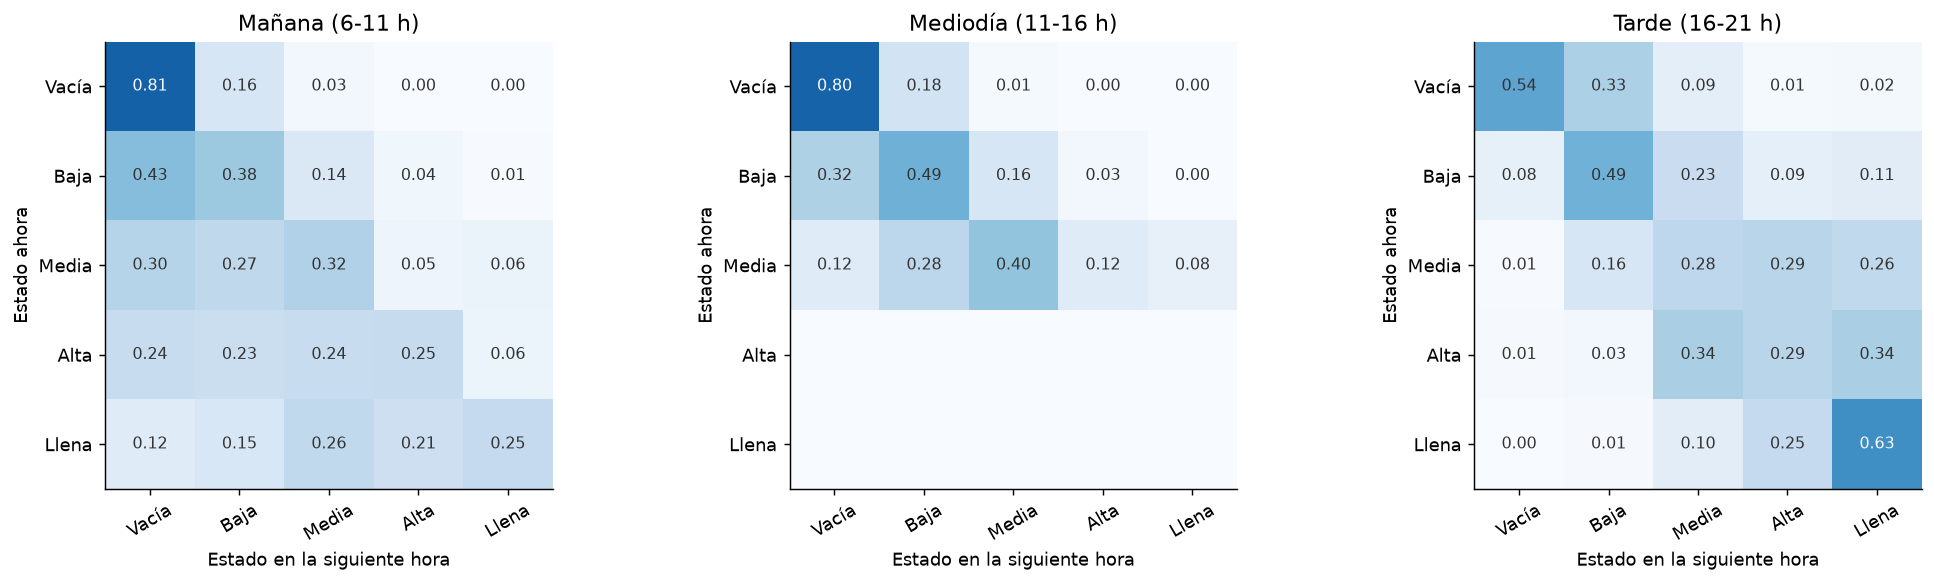 Mañana (6-11 h)
Estado ahora
Vacía 0.81 0.16 0.03 0.00 0.00
Baja 0.43 0.38 0.14 0.04 0.01
Media 0.30 0.27 0.32 0.05 0.06
Alta 0.24 0.23 0.24 0.25 0.06
Llena 0.12 0.15 0.26 0.21 0.25
Vacía Baja Media Alta Llena
Estado en la siguiente hora
Mediodía (11-16 h)
Estado ahora
Vacía 0.80 0.18 0.01 0.00 0.00
Baja 0.32 0.49 0.16 0.03 0.00
Media 0.12 0.28 0.40 0.12 0.08
Alta
Llena
Vacía Baja Media Alta Llena
Estado en la siguiente hora
Tarde (16-21 h)
Estado ahora
Vacía 0.54 0.33 0.09 0.01 0.02
Baja 0.08 0.49 0.23 0.09 0.11
Media 0.01 0.16 0.28 0.29 0.26
Alta 0.01 0.03 0.34 0.29 0.34
Llena 0.00 0.01 0.10 0.25 0.63
Vacía Baja Media Alta Llena
Estado en la siguiente hora